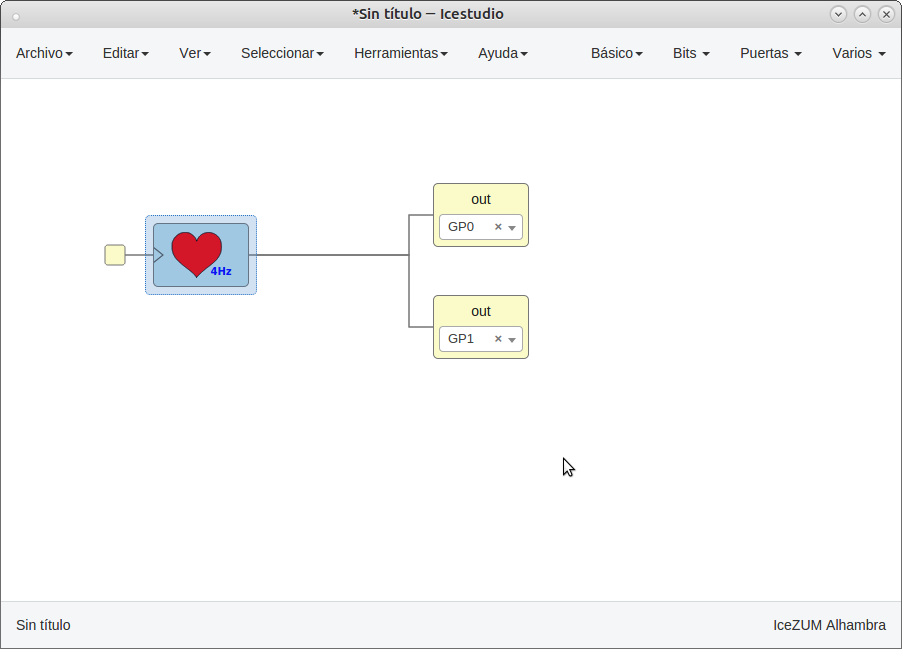 *Sin título — Icestudio
Archivo Editar Ver Seleccionar Herramientas Ayuda Básico Bits Puertas Varios
out
GP0
4Hz
out
GP1
Sin título IceZUM Alhambra